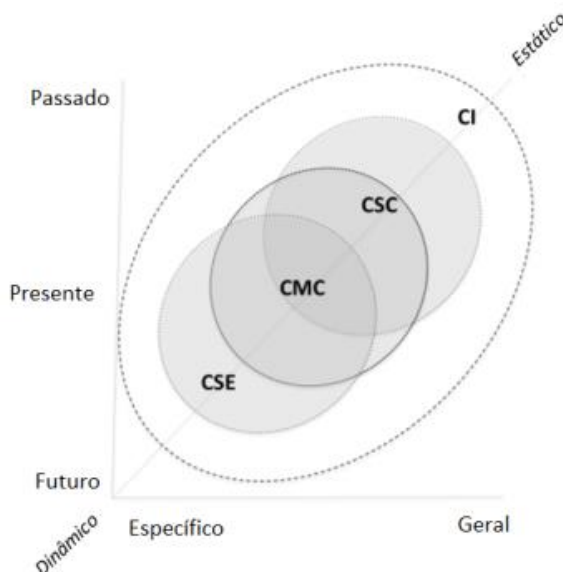 Estático
Passado
CI
CSC
Presente
CMC
CSE
Futuro
Dinâmico
Específico
Geral